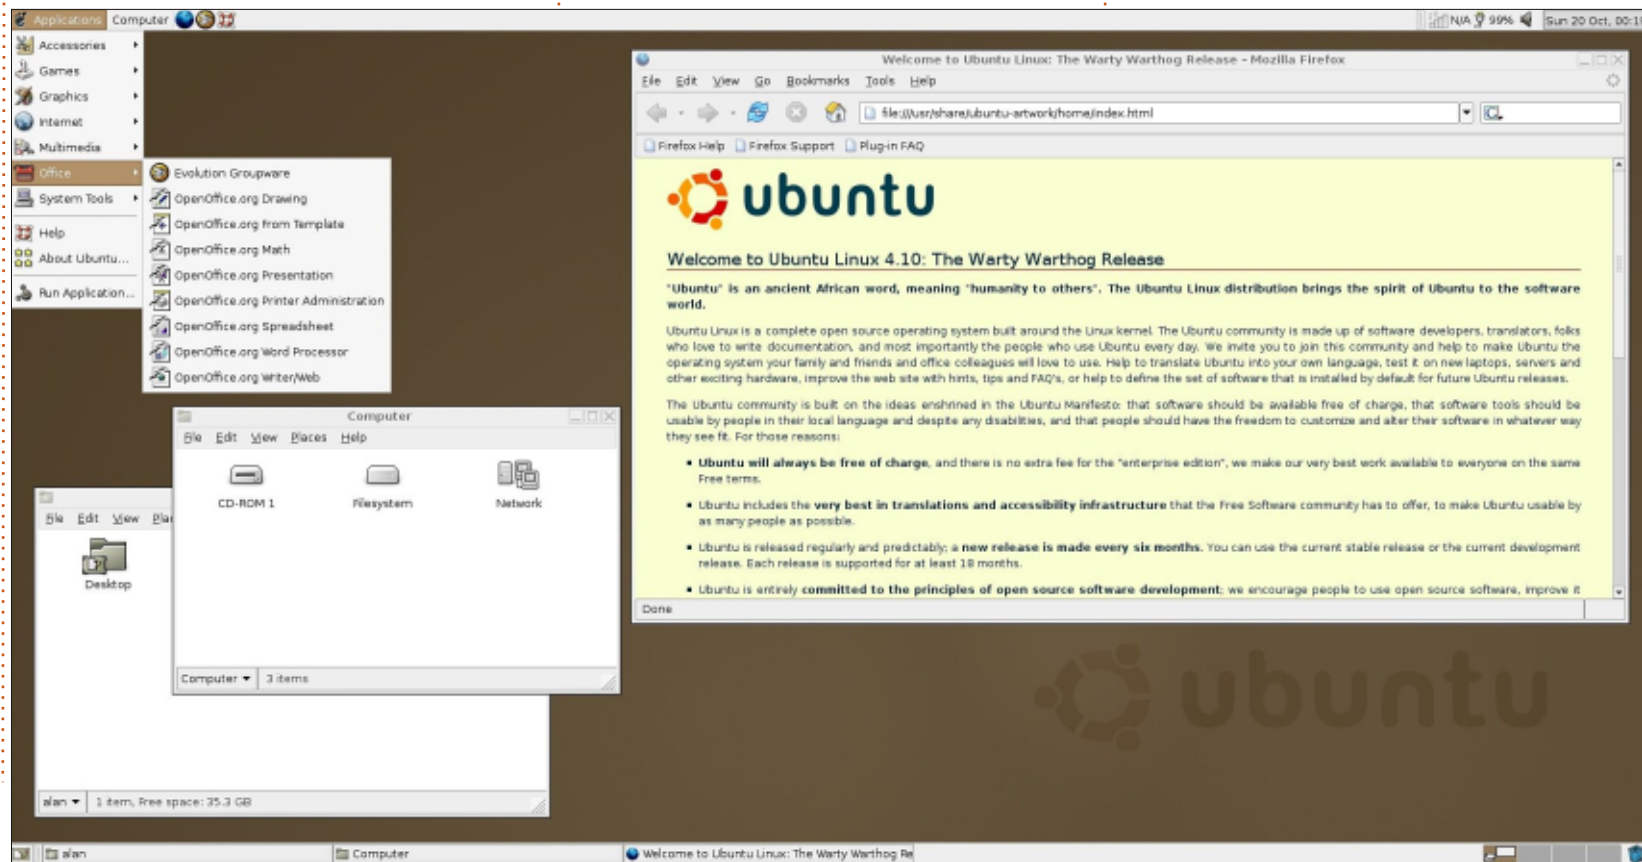 Applications Computer
N/A 99% Sun 20 Oct, 00:1
Accessories
Games
Graphics
Internet
Multimedia
Office
System Tools
Help
About Ubuntu...
Run Application...
Evolution Groupware
OpenOffice.org Drawing
OpenOffice.org From Template
OpenOffice.org Math
OpenOffice.org Presentation
OpenOffice.org Printer Administration
OpenOffice.org Spreadsheet
OpenOffice.org Word Processor
OpenOffice.org Writer/Web
Welcome to Ubuntu Linux: The Warty Warthog Release - Mozilla Firefox
File Edit View Go Bookmarks Tools Help
file:///usr/share/ubuntu-artwork/home/index.html
Firefox Help Firefox Support Plug-in FAQ
ubuntu
Welcome to Ubuntu Linux 4.10: The Warty Warthog Release
"Ubuntu" is an ancient African word, meaning "humanity to others". The Ubuntu Linux distribution brings the spirit of Ubuntu to the software
world.
Ubuntu Linux is a complete open source operating system built around the Linux kernel. The Ubuntu community is made up of software developers, translators, folks
who love to write documentation, and most importantly the people who use Ubuntu every day. We invite you to join this community and help to make Ubuntu the
operating system your family and friends and office colleagues will love to use. Help to translate Ubuntu into your own language, test it on new laptops, servers and
other exciting hardware, improve the web site with hints, tips and FAQ's, or help to define the set of software that is installed by default for future Ubuntu releases.
The Ubuntu community is built on the ideas enshrined in the Ubuntu Manifesto: that software should be available free of charge, that software tools should be
usable by people in their local language and despite any disabilities, and that people should have the freedom to customize and alter their software in whatever way
they see fit. For those reasons:
Ubuntu will always be free of charge, and there is no extra fee for the "enterprise edition", we make our very best work available to everyone on the same
Free terms.
Ubuntu includes the very best in translations and accessibility infrastructure that the Free Software community has to offer, to make Ubuntu usable by
as many people as possible.
Ubuntu is released regularly and predictably; a new release is made every six months. You can use the current stable release or the current development
release. Each release is supported for at least 18 months.
Ubuntu is entirely committed to the principles of open source software development; we encourage people to use open source software, improve it
Done
Computer
File Edit View Places Help
CD-ROM 1 Filesystem Network
Computer 3 items
File Edit View Pla
Desktop
alan 1 item, Free space: 35.3 GB
ubuntu
alan Computer Welcome to Ubuntu Linux: The Warty Warthog Re